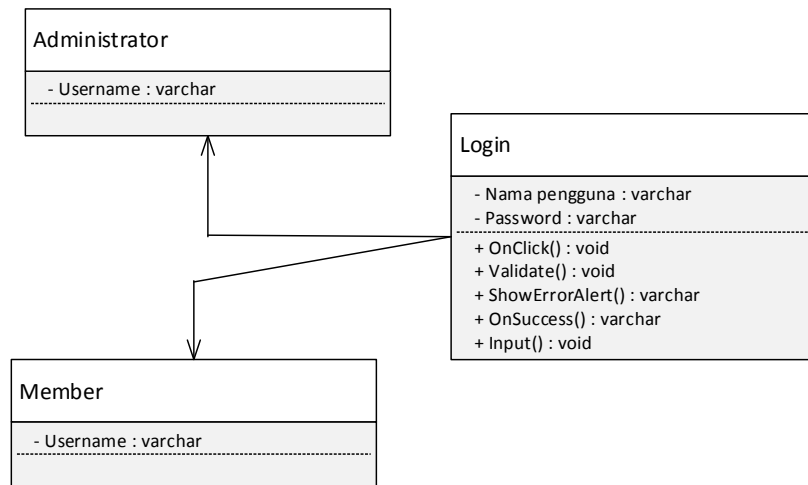 Administrator
- Username : varchar
Login
- Nama pengguna : varchar
- Password : varchar
+ OnClick() : void
+ Validate() : void
+ ShowErrorAlert() : varchar
+ OnSuccess() : varchar
+ Input() : void
Member
- Username : varchar